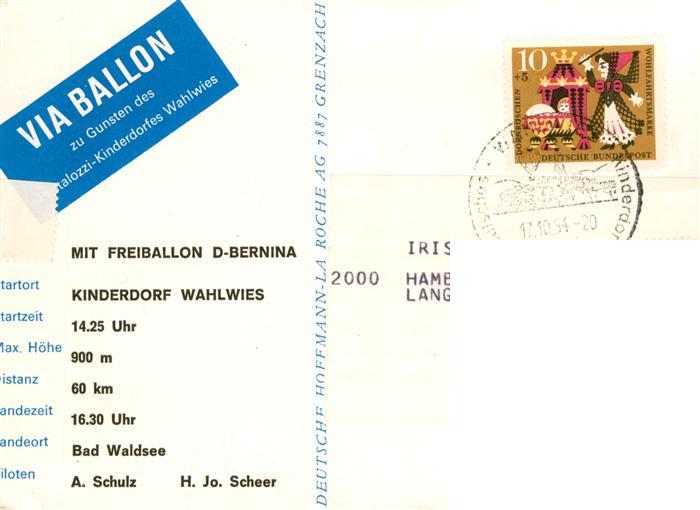 VIA BALLON
zu Gunsten des
talozzi-Kinderdorfes Wahlwies
MIT FREIBALLON D-BERNINA
tartort KINDERDORF WAHLWIES
tartzeit 14.25 Uhr
Max. Höhe 900 m
istanz 60 km
andezeit 16.30 Uhr
andeort Bad Waldsee
iloten A. Schulz H. Jo. Scheer
DEUTSCHE HOFFMANN-LA ROCHE AG 7887 GRENZACH
10
+5
DORNRÖSCHEN
WOHLFAHRTSMARKE
DEUTSCHE BUNDESPOST
17.10.64-20
IRIS
2000 HAMB
LANG